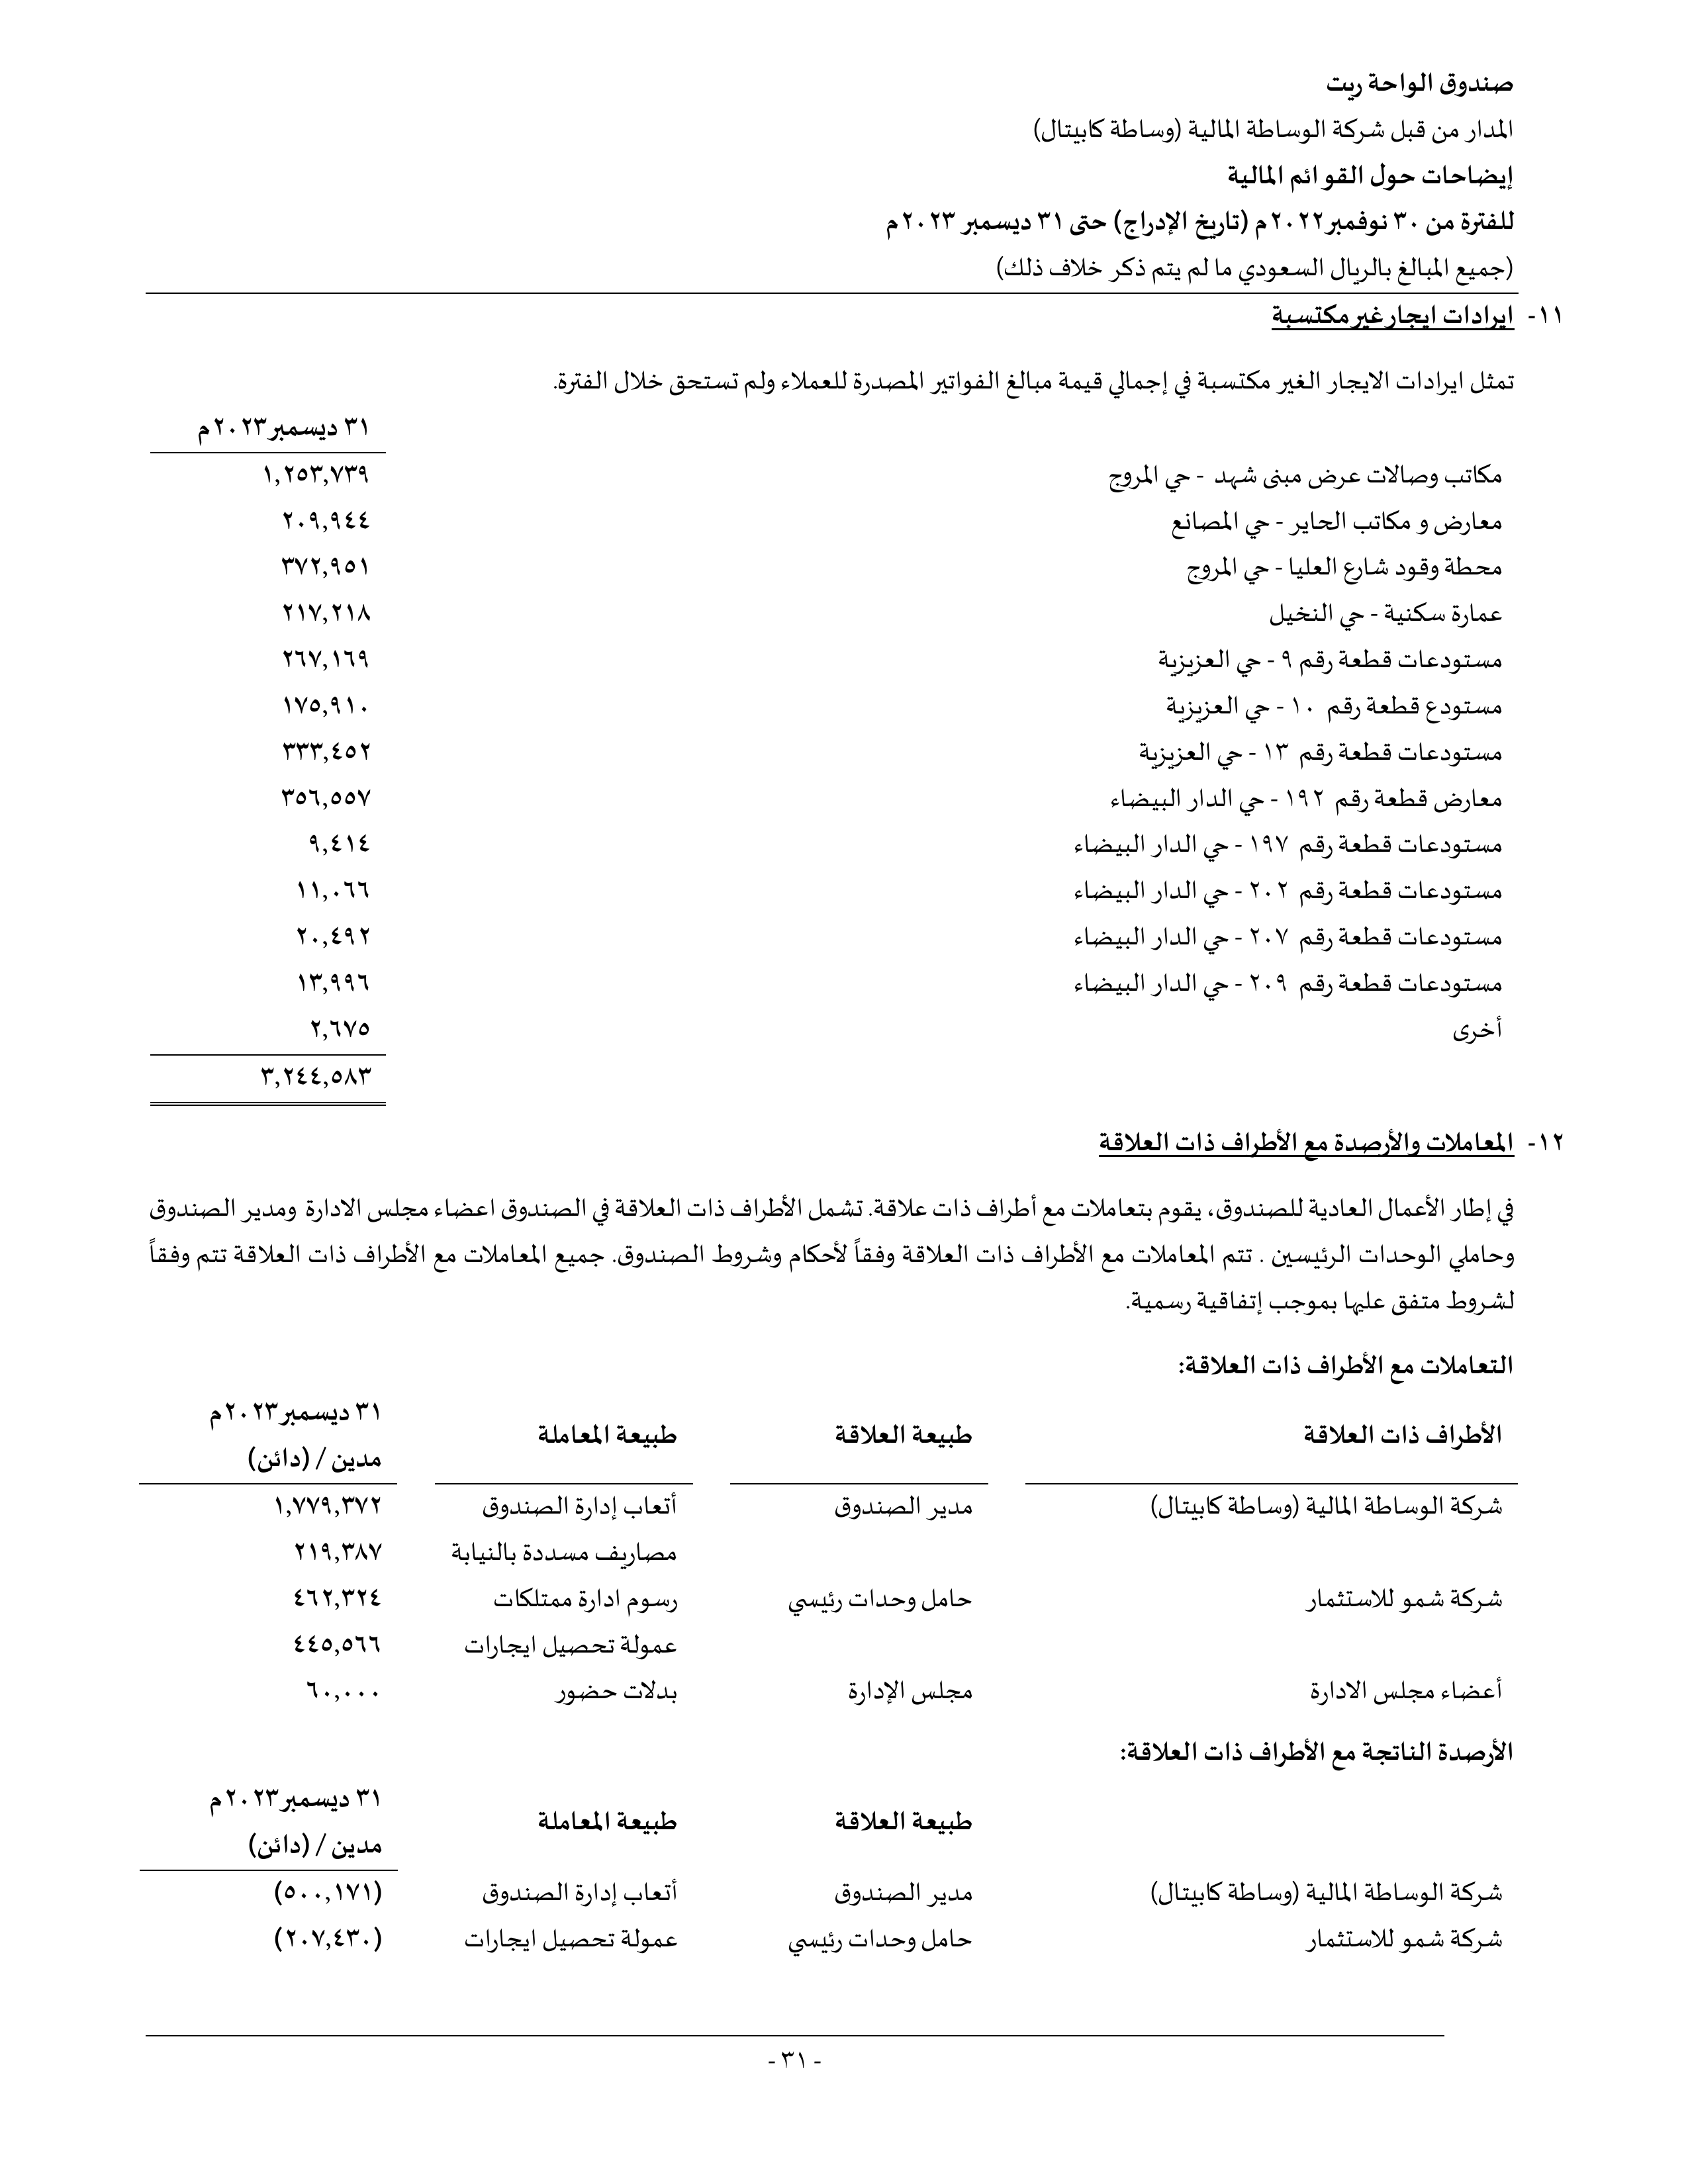 صندوق الواحة ريت
المدار من قبل شركة الوساطة المالية (وساطة كابيتال)
إيضاحات حول القوائم المالية
للفترة من ٣٠ نوفمبر ٢٠٢٢م (تاريخ الإدراج) حتى ٣١ ديسمبر ٢٠٢٣م
(جميع المبالغ بالريال السعودي ما لم يتم ذكر خلاف ذلك)
١١- ايرادات ايجار غير مكتسبة
تمثل ايرادات الايجار الغير مكتسبة في إجمالي قيمة مبالغ الفواتير المصدرة للعملاء ولم تستحق خلال الفترة.
٣١ ديسمبر ٢٠٢٣م
مكاتب وصالات عرض مبنى شهد - حي المروج ١,٢٥٣,٧٣٩
معارض و مكاتب الحاير - حي المصانع ٢٠٩,٩٤٤
محطة وقود شارع العليا - حي المروج ٣٧٢,٩٥١
عمارة سكنية - حي النخيل ٢١٧,٢١٨
مستودعات قطعة رقم ٩ - حي العزيزية ٢٦٧,١٦٩
مستودع قطعة رقم ١٠ - حي العزيزية ١٧٥,٩١٠
مستودعات قطعة رقم ١٣ - حي العزيزية ٣٣٣,٤٥٢
معارض قطعة رقم ١٩٢ - حي الدار البيضاء ٣٥٦,٥٥٧
مستودعات قطعة رقم ١٩٧ - حي الدار البيضاء ٩,٤١٤
مستودعات قطعة رقم ٢٠٢ - حي الدار البيضاء ١١,٠٦٦
مستودعات قطعة رقم ٢٠٧ - حي الدار البيضاء ٢٠,٤٩٢
مستودعات قطعة رقم ٢٠٩ - حي الدار البيضاء ١٣,٩٩٦
أخرى ٢,٦٧٥
٣,٢٤٤,٥٨٣
١٢- المعاملات والأرصدة مع الأطراف ذات العلاقة
في إطار الأعمال العادية للصندوق، يقوم بتعاملات مع أطراف ذات علاقة. تشمل الأطراف ذات العلاقة في الصندوق اعضاء مجلس الادارة ومدير الصندوق
وحاملي الوحدات الرئيسين . تتم المعاملات مع الأطراف ذات العلاقة وفقاً لأحكام وشروط الصندوق. جميع المعاملات مع الأطراف ذات العلاقة تتم وفقاً
لشروط متفق عليها بموجب إتفاقية رسمية.
التعاملات مع الأطراف ذات العلاقة:
٣١ ديسمبر ٢٠٢٣م
الأطراف ذات العلاقة طبيعة العلاقة طبيعة المعاملة
مدين / (دائن)
شركة الوساطة المالية (وساطة كابيتال) مدير الصندوق أتعاب إدارة الصندوق ١,٧٧٩,٣٧٢
مصاريف مسددة بالنيابة ٢١٩,٣٨٧
شركة شمو للاستثمار حامل وحدات رئيسي رسوم ادارة ممتلكات ٤٦٢,٣٢٤
عمولة تحصيل ايجارات ٤٤٥,٥٦٦
أعضاء مجلس الادارة مجلس الإدارة بدلات حضور ٦٠,٠٠٠
الأرصدة الناتجة مع الأطراف ذات العلاقة:
٣١ ديسمبر ٢٠٢٣م
طبيعة العلاقة طبيعة المعاملة
مدين / (دائن)
شركة الوساطة المالية (وساطة كابيتال) مدير الصندوق أتعاب إدارة الصندوق (٥٠٠,١٧١)
شركة شمو للاستثمار حامل وحدات رئيسي عمولة تحصيل ايجارات (٢٠٧,٤٣٠)
- ٣١ -